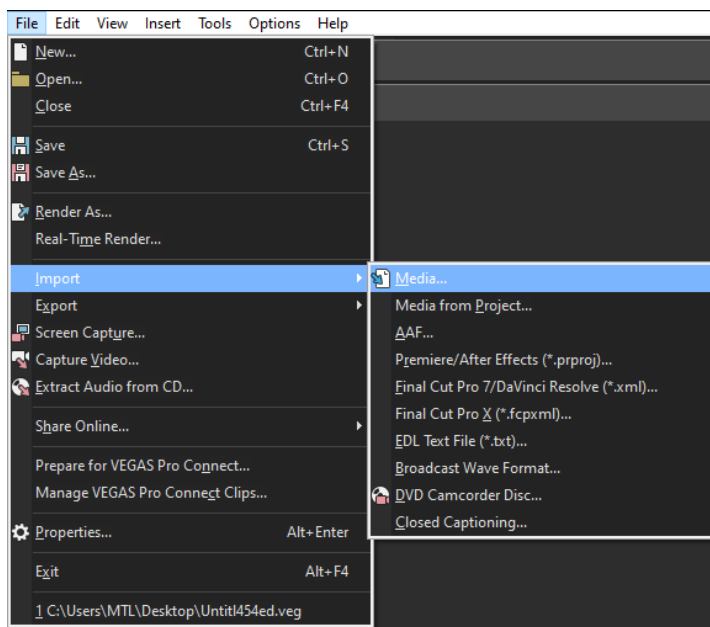 File Edit View Insert Tools Options Help
New... Ctrl+N
Open... Ctrl+O
Close Ctrl+F4
Save Ctrl+S
Save As...
Render As...
Real-Time Render...
Import
Export
Screen Capture...
Capture Video...
Extract Audio from CD...
Share Online...
Prepare for VEGAS Pro Connect...
Manage VEGAS Pro Connect Clips...
Properties... Alt+Enter
Exit Alt+F4
1 C:\Users\MTL\Desktop\Untitl454ed.veg
Media...
Media from Project...
AAF...
Premiere/After Effects (*.prproj)...
Final Cut Pro 7/DaVinci Resolve (*.xml)...
Final Cut Pro X (*.fcpxml)...
EDL Text File (*.txt)...
Broadcast Wave Format...
DVD Camcorder Disc...
Closed Captioning...